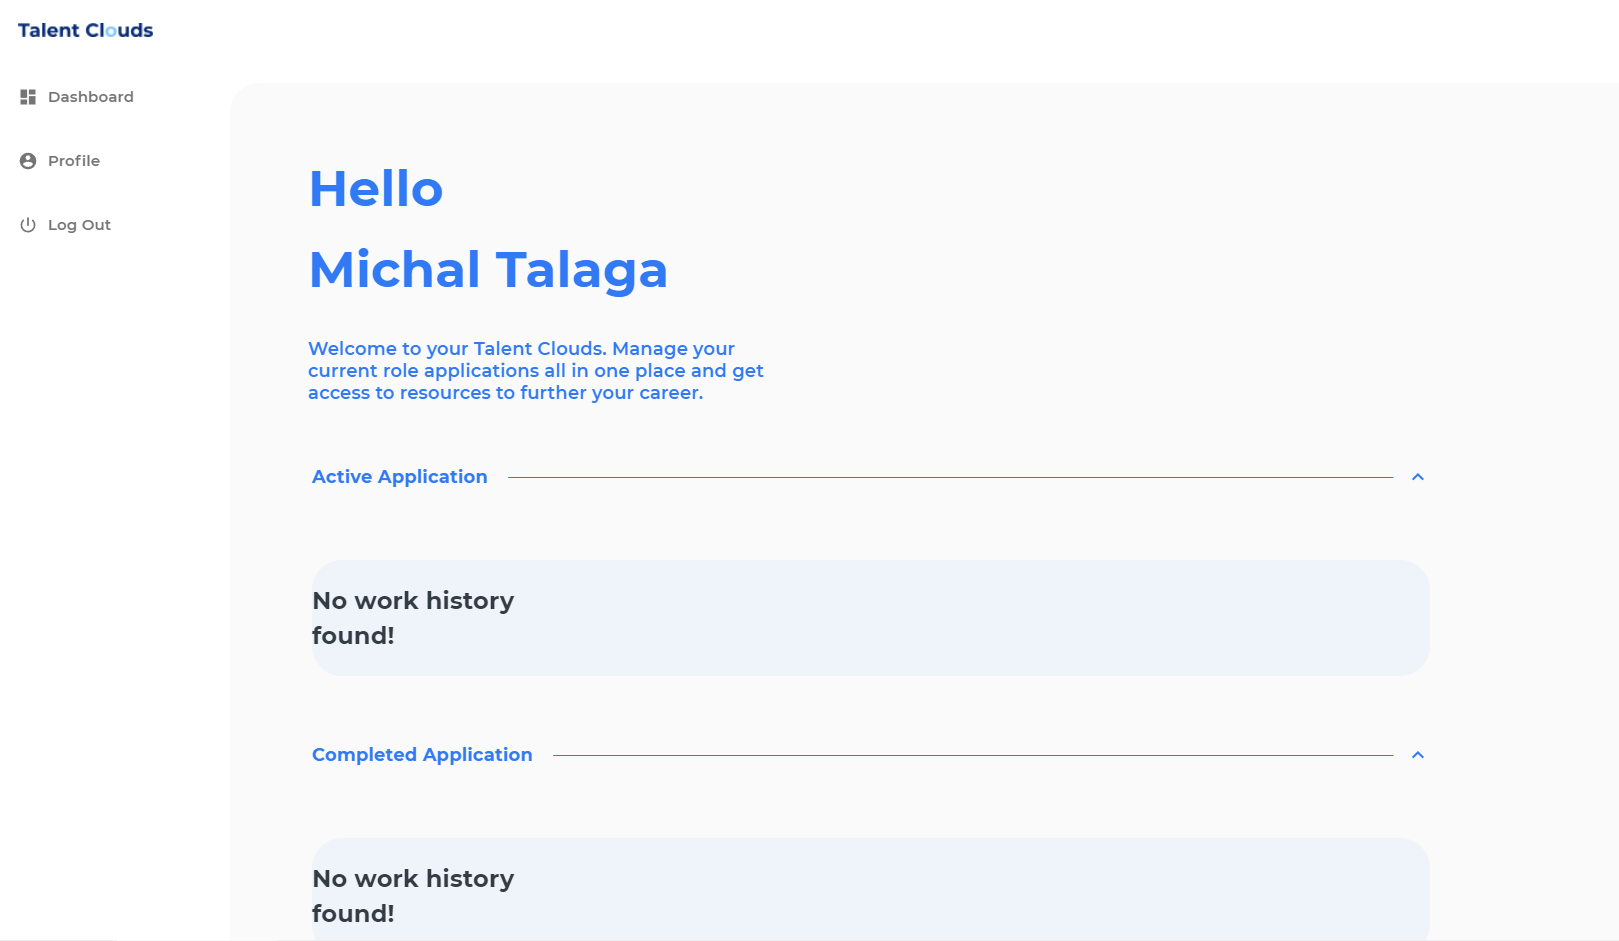 Talent Clouds
Dashboard
Profile
Log Out
Hello
Michal Talaga
Welcome to your Talent Clouds. Manage your
current role applications all in one place and get
access to resources to further your career.
Active Application
No work history
found!
Completed Application
No work history
found!